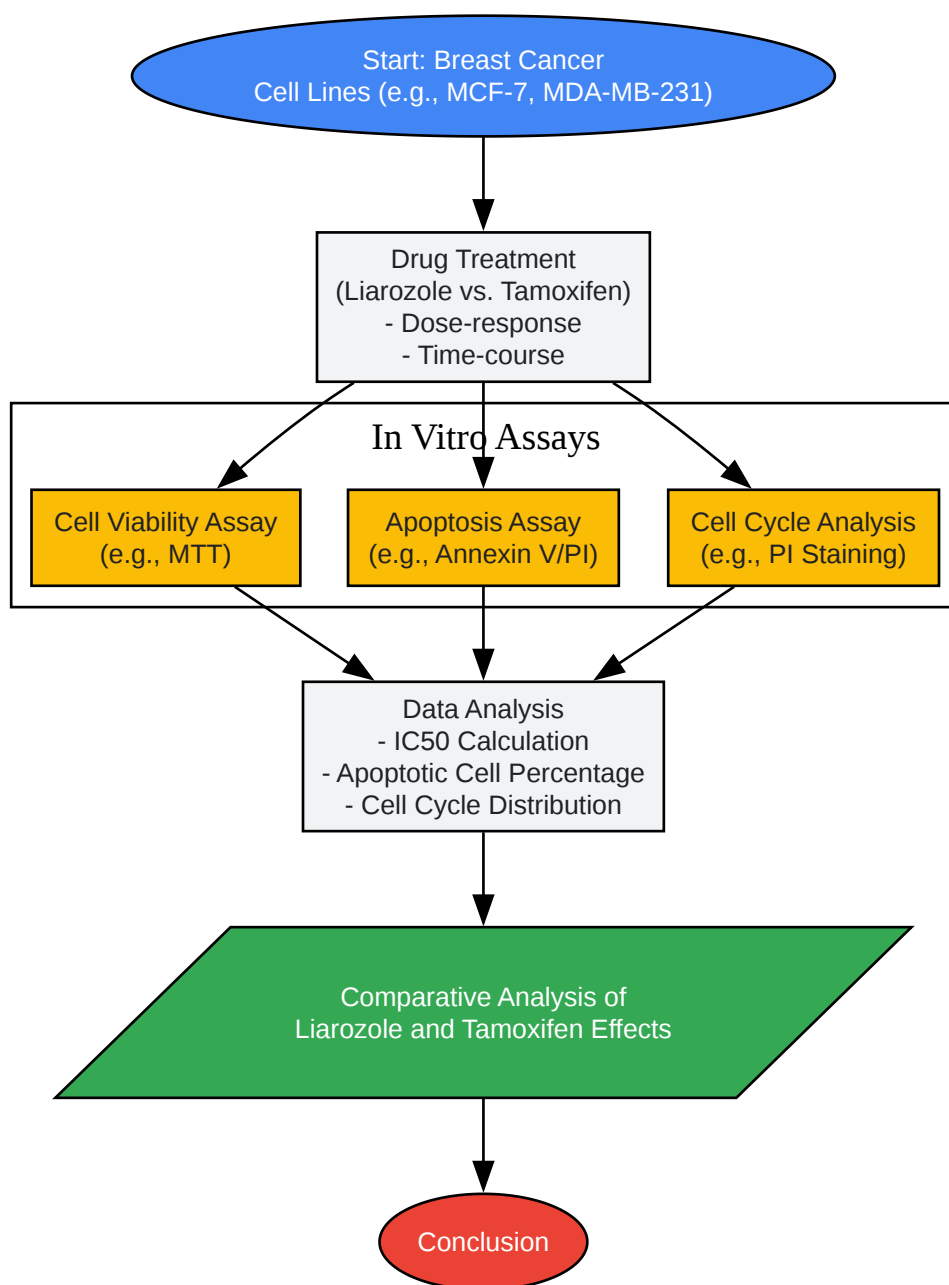 Start: Breast Cancer
Cell Lines (e.g., MCF-7, MDA-MB-231)
Drug Treatment
(Liarozole vs. Tamoxifen)
- Dose-response
- Time-course
In Vitro Assays
Cell Viability Assay
(e.g., MTT)
Apoptosis Assay
(e.g., Annexin V/PI)
Cell Cycle Analysis
(e.g., PI Staining)
Data Analysis
- IC50 Calculation
- Apoptotic Cell Percentage
- Cell Cycle Distribution
Comparative Analysis of
Liarozole and Tamoxifen Effects
Conclusion